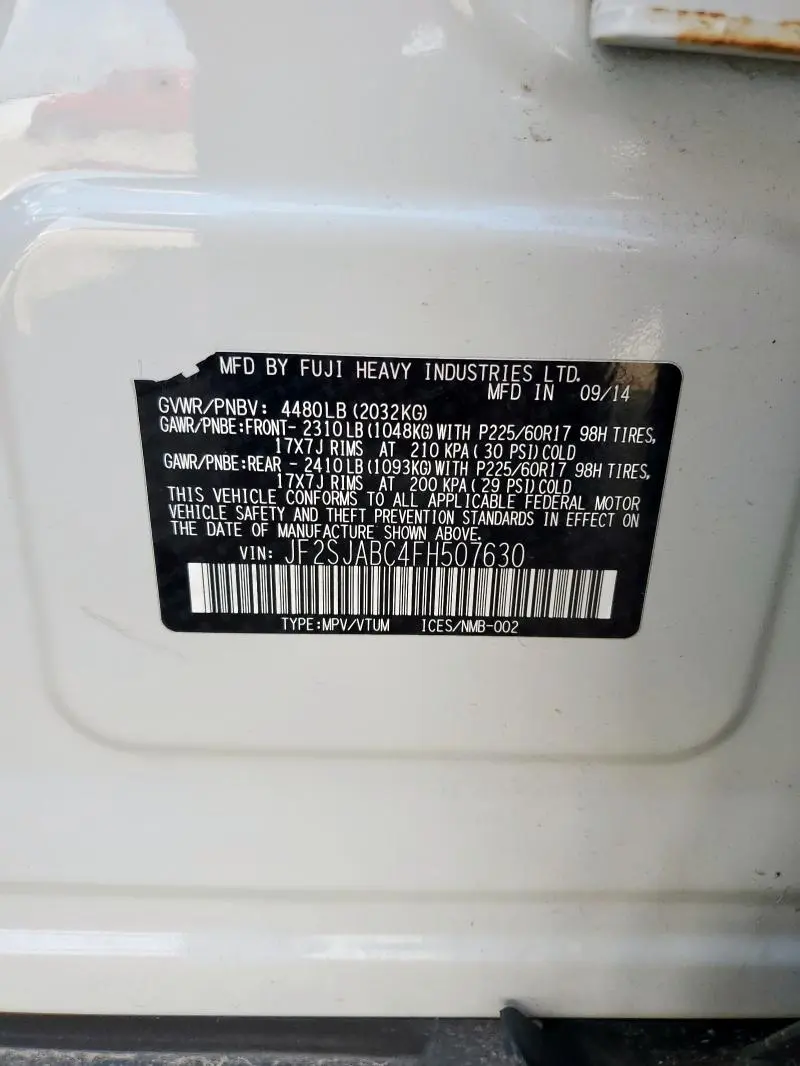 MFD BY FUJI HEAVY INDUSTRIES LTD.
MFD IN 09/14
GVWR/PNBV: 4480LB (2032KG)
GAWR/PNBE:FRONT- 2310LB (1048KG) WITH P225/60R17 98H TIRES,
17X7J RIMS AT 210 KPA ( 30 PSI) COLD
GAWR/PNBE:REAR - 2410LB (1093KG) WITH P225/60R17 98H TIRES,
17X7J RIMS AT 200 KPA ( 29 PSI) COLD
THIS VEHICLE CONFORMS TO ALL APPLICABLE FEDERAL MOTOR
VEHICLE SAFETY AND THEFT PREVENTION STANDARDS IN EFFECT ON
THE DATE OF MANUFACTURE SHOWN ABOVE.
VIN: JF2SJABC4FH507630
TYPE:MPV/VTUM ICES/NMB-002